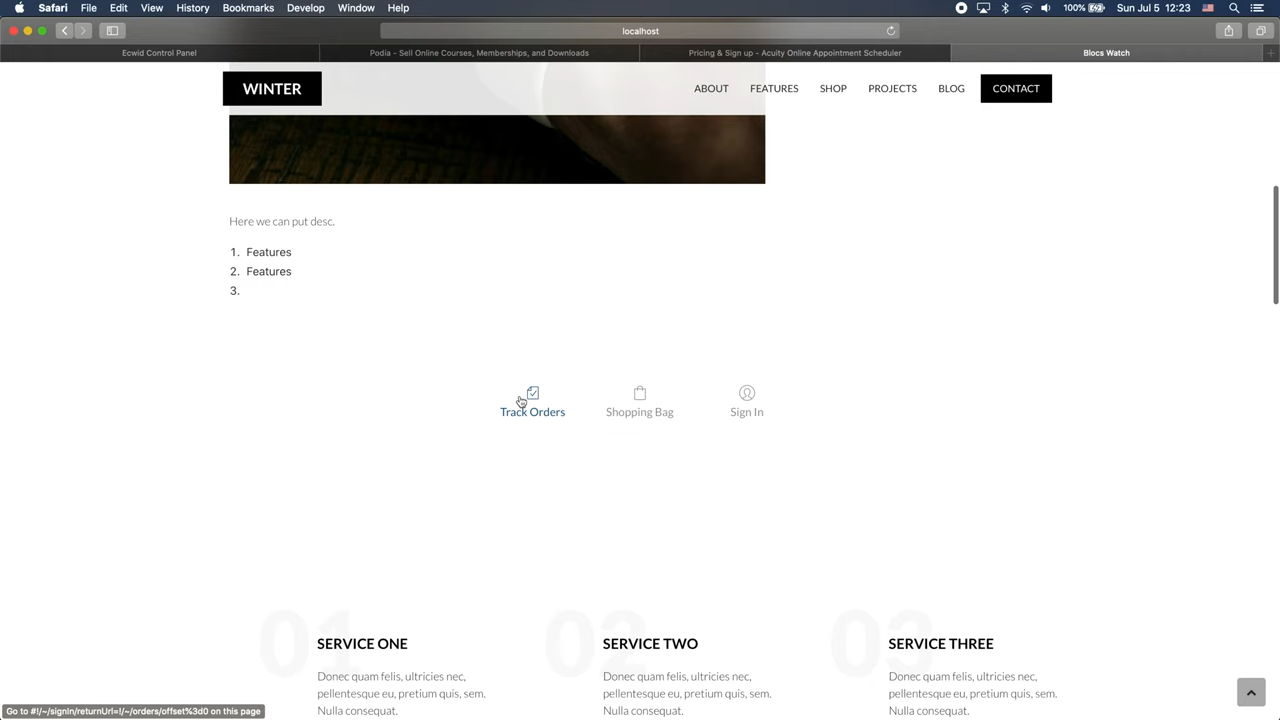 Safari File Edit View History Bookmarks Develop Window Help 100% Sun Jul 5 12:23
localhost
Ecwid Control Panel Podia - Sell Online Courses, Memberships, and Downloads Pricing & Sign up - Acuity Online Appointment Scheduler Blocs Watch
WINTER ABOUT FEATURES SHOP PROJECTS BLOG CONTACT
Here we can put desc.
1. Features
2. Features
3.
Track Orders Shopping Bag Sign In
01 02 03
SERVICE ONE SERVICE TWO SERVICE THREE
Donec quam felis, ultricies nec, Donec quam felis, ultricies nec, Donec quam felis, ultricies nec,
pellentesque eu, pretium quis, sem. pellentesque eu, pretium quis, sem. pellentesque eu, pretium quis, sem.
Nulla consequat. Nulla consequat. Nulla consequat.
Go to #!/~/signIn/returnUrl=!/~/orders/offset%3d0 on this page